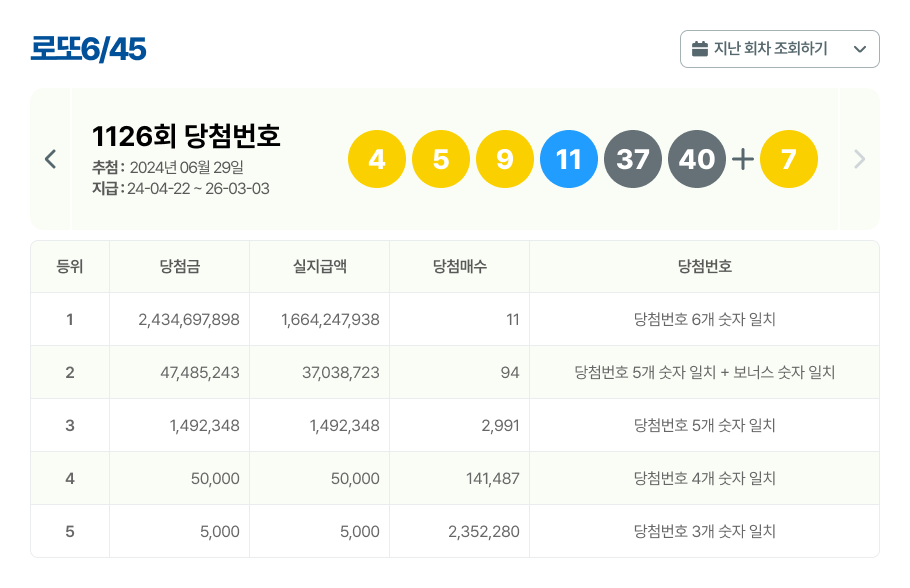 로또6/45
지난 회차 조회하기
1126회 당첨번호
추첨 : 2024년 06월 29일
지급 : 24-04-22 ~ 26-03-03
4 5 9 11 37 40 + 7
등위 당첨금 실지급액 당첨매수 당첨번호
1 2,434,697,898 1,664,247,938 11 당첨번호 6개 숫자 일치
2 47,485,243 37,038,723 94 당첨번호 5개 숫자 일치 + 보너스 숫자 일치
3 1,492,348 1,492,348 2,991 당첨번호 5개 숫자 일치
4 50,000 50,000 141,487 당첨번호 4개 숫자 일치
5 5,000 5,000 2,352,280 당첨번호 3개 숫자 일치